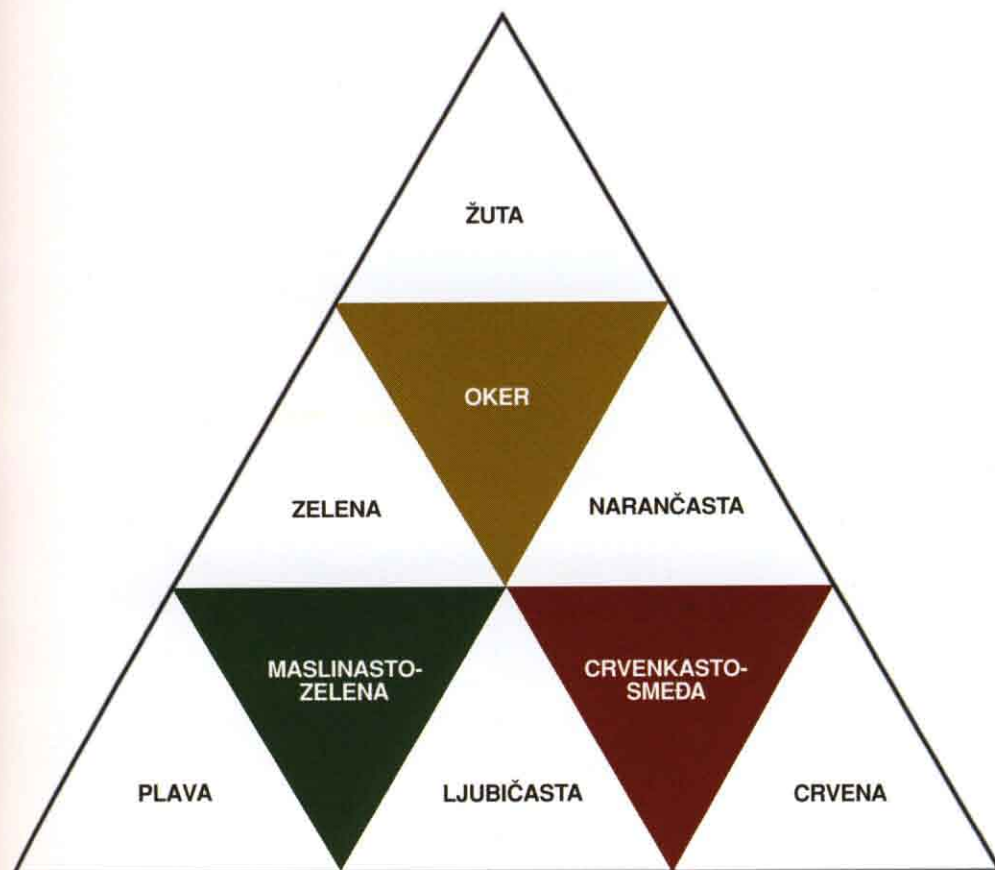 ŽUTA
OKER
ZELENA
NARANČASTA
MASLINASTO-
ZELENA
CRVENKASTO-
SMEĐA
PLAVA
LJUBIČASTA
CRVENA